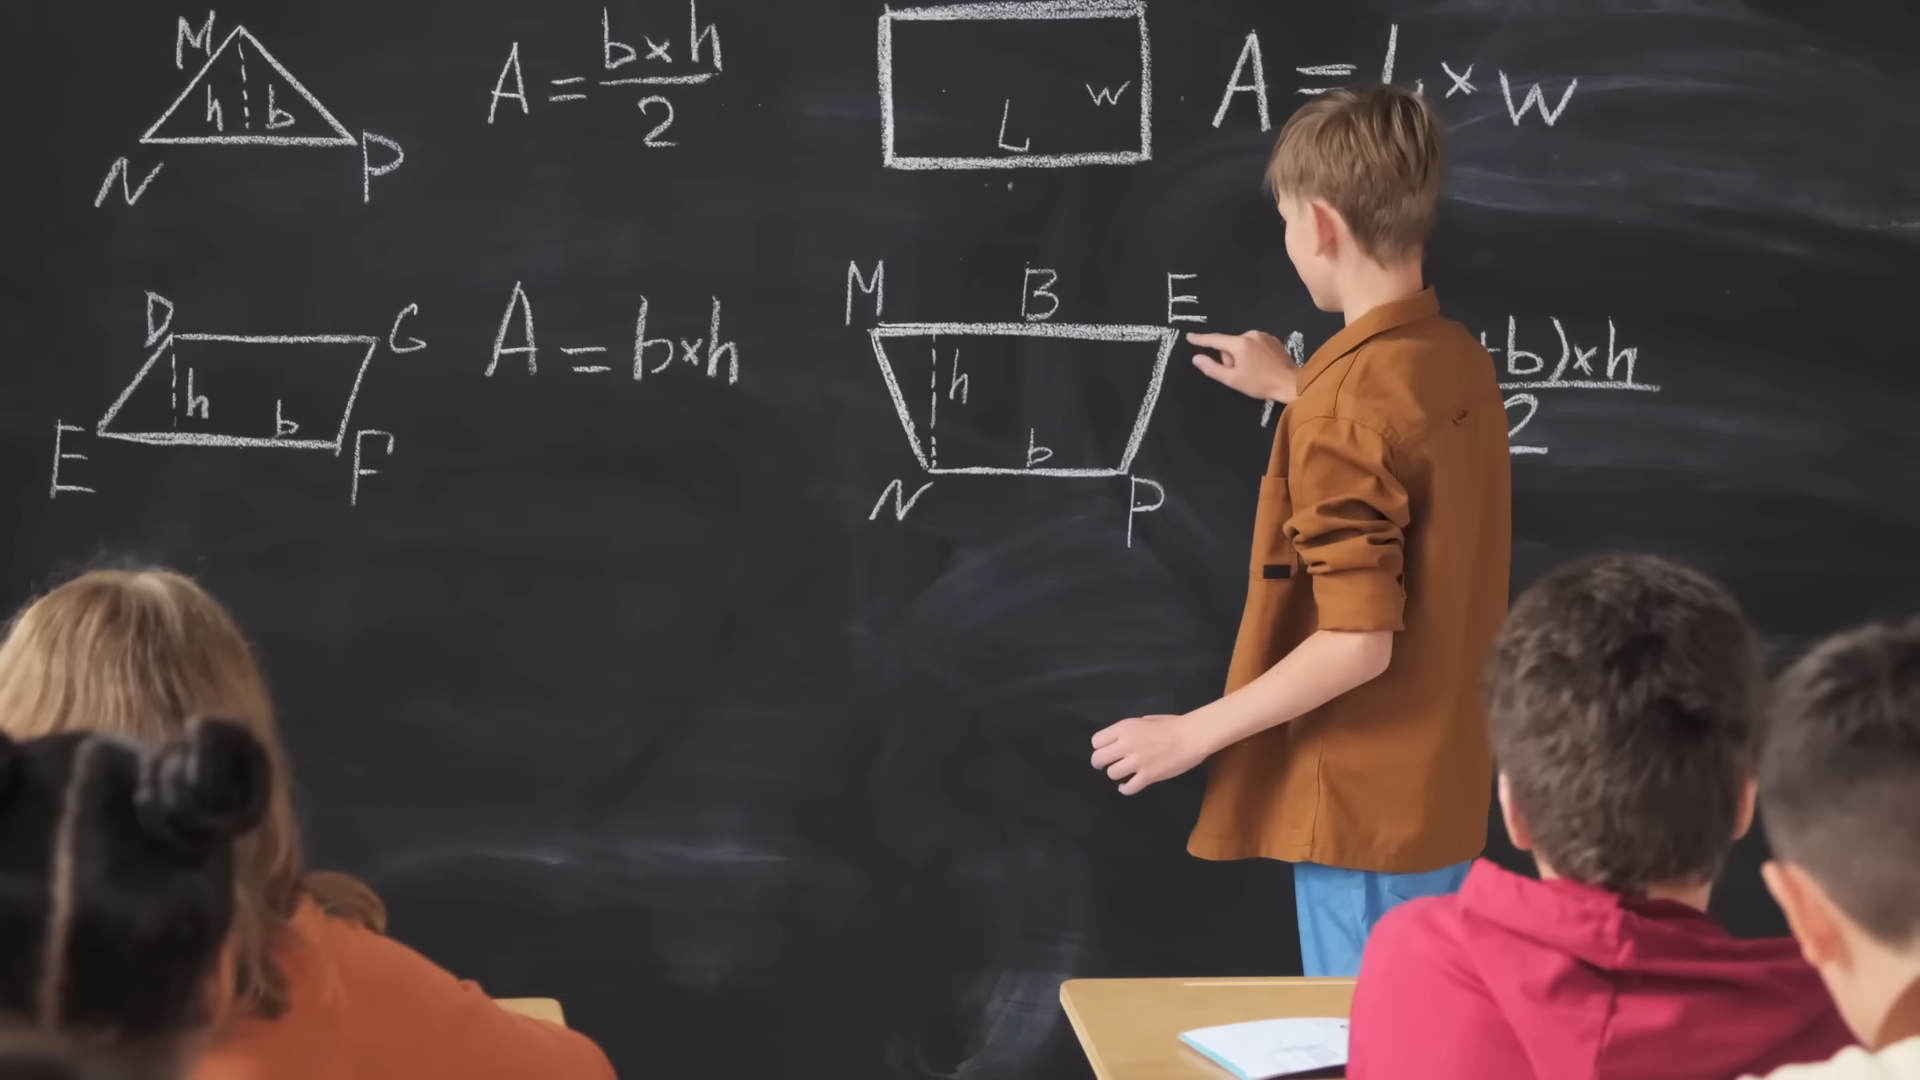 M
h b
N P
A = b×h / 2
w
L
A = L × w
D G
h b
E F
A = b×h
M B E
h
b
N P
+b)×h
2